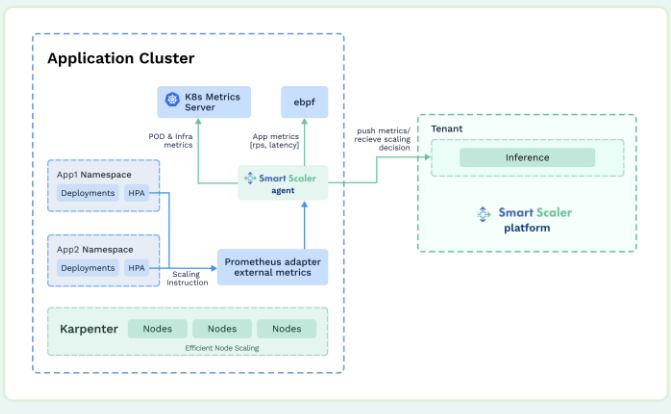 Application Cluster
K8s Metrics
Server
ebpf
POD & Infra
metrics
App metrics
[rps, latency]
push metrics/
recieve scaling
decision
Tenant
Inference
Smart Scaler
platform
Smart Scaler
agent
App1 Namespace
Deployments
HPA
App2 Namespace
Deployments
HPA
Scaling
Instruction
Prometheus adapter
external metrics
Karpenter
Nodes
Nodes
Nodes
Efficient Node Scaling